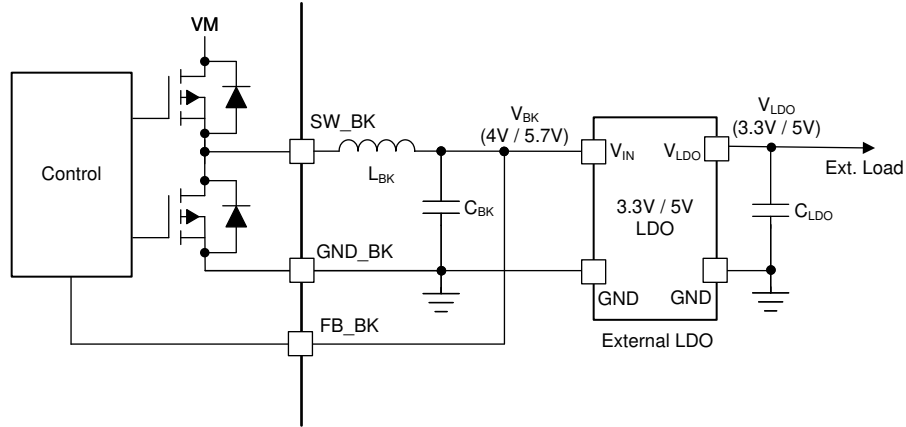 VM
Control
SW_BK
L_BK
V_BK
(4V / 5.7V)
C_BK
GND_BK
FB_BK
V_IN
V_LDO
3.3V / 5V
LDO
GND
GND
External LDO
V_LDO
(3.3V / 5V)
Ext. Load
C_LDO